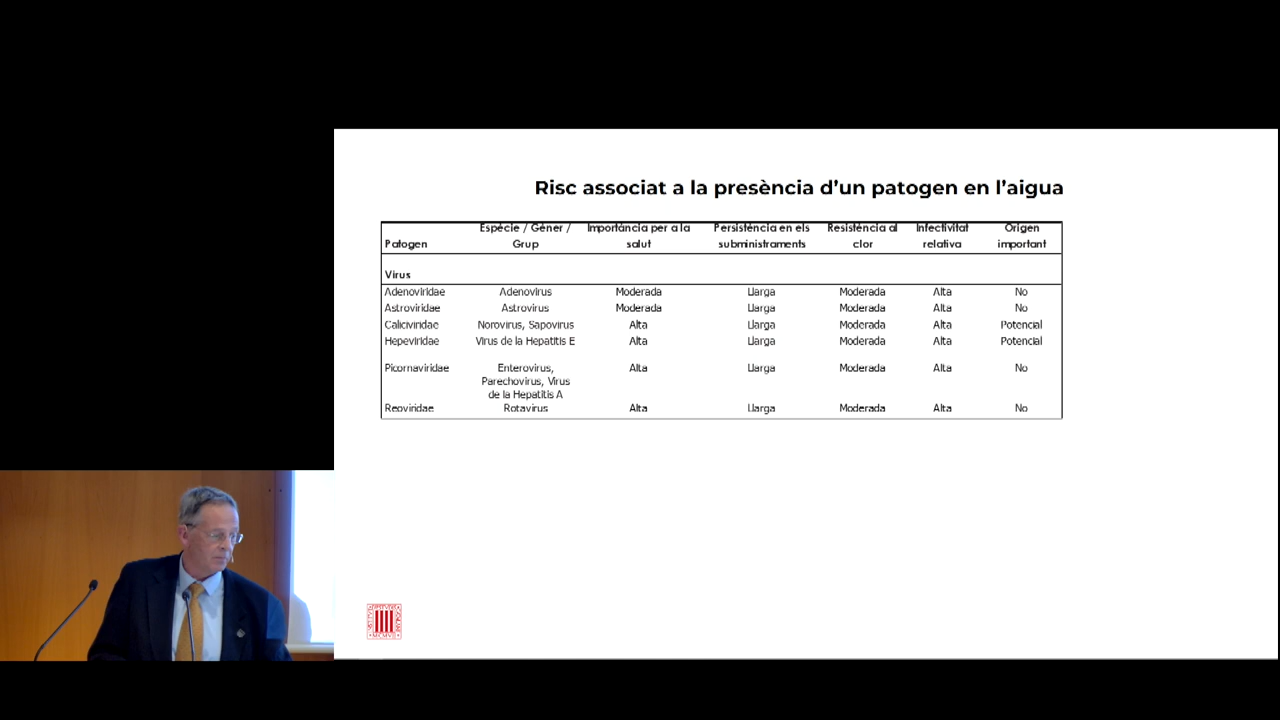 Risc associat a la presència d'un patogen en l'aigua
Patogen Espècie / Gèner / Grup Importància per a la salut Persistència en els subministraments Resistència al clor Infectivitat relativa Origen important
Virus
Adenoviridae Adenovirus Moderada Llarga Moderada Alta No
Astroviridae Astrovirus Moderada Llarga Moderada Alta No
Caliciviridae Norovirus, Sapovirus Alta Llarga Moderada Alta Potencial
Hepeviridae Virus de la Hepatitis E Alta Llarga Moderada Alta Potencial
Picornaviridae Enterovirus, Parechovirus, Virus de la Hepatitis A Alta Llarga Moderada Alta No
Reoviridae Rotavirus Alta Llarga Moderada Alta No